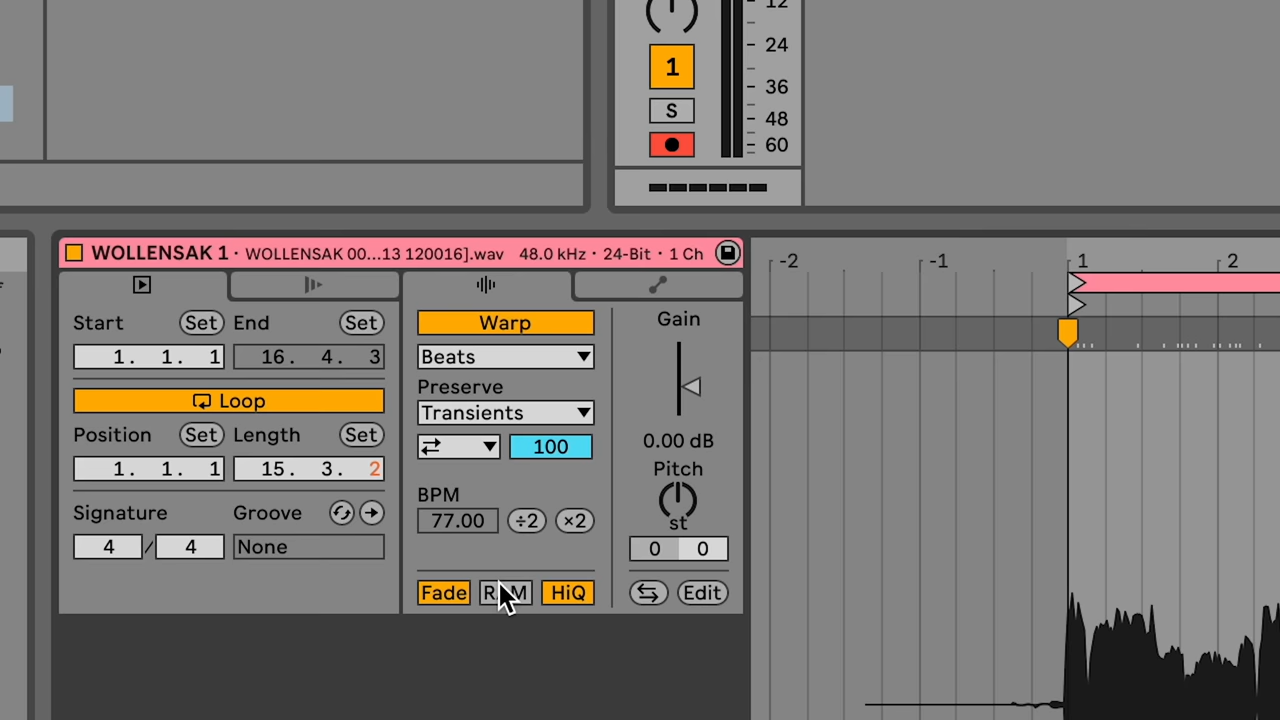 12
24
1
36
S
48
60
WOLLENSAK 1 · WOLLENSAK 00...13 120016].wav 48.0 kHz · 24-Bit · 1 Ch
-2 -1 1 2
Start Set End Set
1. 1. 1 16. 4. 3
Loop
Position Set Length Set
1. 1. 1 15. 3. 2
Signature Groove
4 / 4 None
Warp
Beats
Preserve
Transients
100
BPM
77.00 ÷2 ×2
Fade RAM HiQ
Gain
0.00 dB
Pitch
st
0 0
Edit